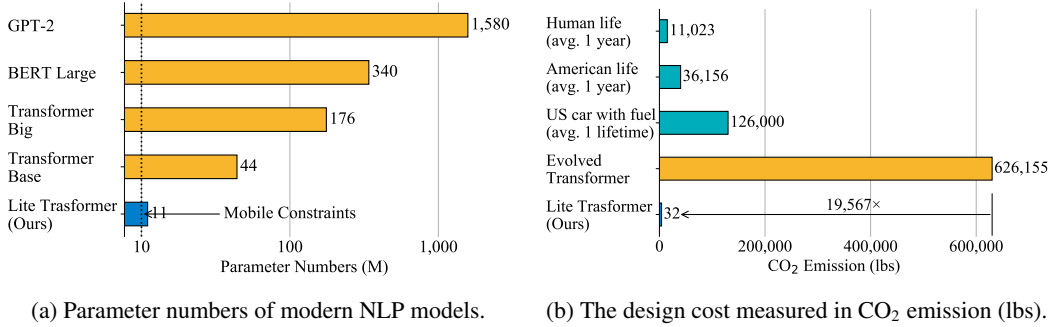 GPT-2
1,580
BERT Large
340
Transformer
Big
176
Transformer
Base
44
Lite Trasformer
(Ours)
11
Mobile Constraints
10
100
1,000
Parameter Numbers (M)
(a) Parameter numbers of modern NLP models.
Human life
(avg. 1 year)
11,023
American life
(avg. 1 year)
36,156
US car with fuel
(avg. 1 lifetime)
126,000
Evolved
Transformer
626,155
Lite Trasformer
(Ours)
32
19,567×
0
200,000
400,000
600,000
CO₂ Emission (lbs)
(b) The design cost measured in CO₂ emission (lbs).